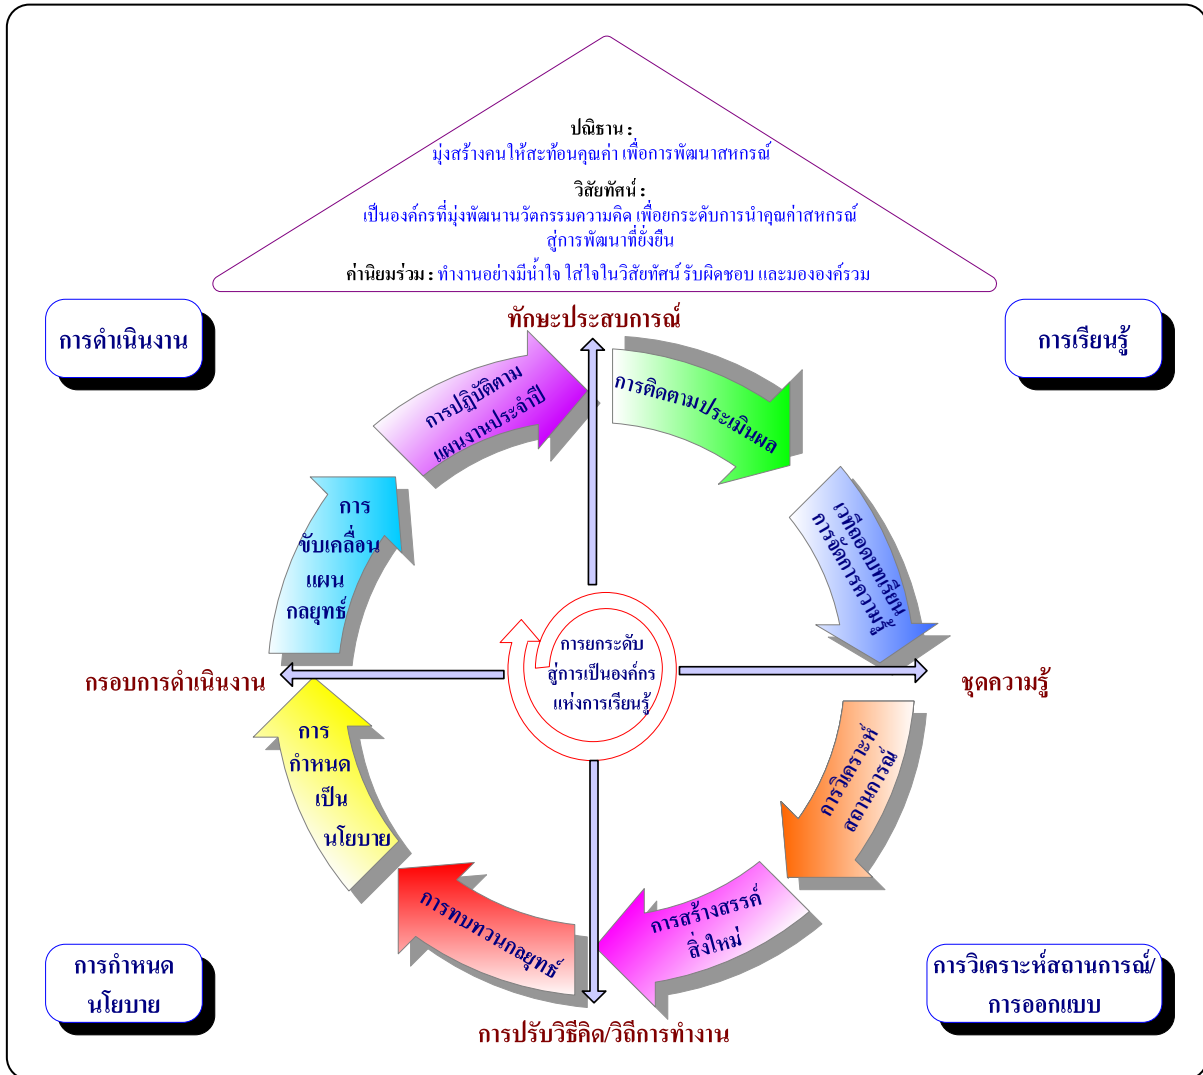 ปณิธาน :
มุ่งสร้างคนให้สะท้อนคุณค่า เพื่อการพัฒนาสหกรณ์
วิสัยทัศน์ :
เป็นองค์กรที่มุ่งพัฒนานวัตกรรมความคิด เพื่อยกระดับการนำคุณค่าสหกรณ์
สู่การพัฒนาที่ยั่งยืน
ค่านิยมร่วม : ทำงานอย่างมีน้ำใจ ใส่ใจในวิสัยทัศน์ รับผิดชอบ และมององค์รวม
การดำเนินงาน
ทักษะประสบการณ์
การเรียนรู้
การปฏิบัติตาม
แผนงานประจำปี
การติดตามประเมินผล
การ
ขับเคลื่อน
แผน
กลยุทธ์
เวทีถอดบทเรียน
การจัดการความรู้
การยกระดับ
สู่การเป็นองค์กร
แห่งการเรียนรู้
กรอบการดำเนินงาน
ชุดความรู้
การ
กำหนด
เป็น
นโยบาย
การวิเคราะห์
สถานการณ์
การทบทวนกลยุทธ์
การสร้างสรรค์
สิ่งใหม่
การกำหนด
นโยบาย
การวิเคราะห์สถานการณ์/
การออกแบบ
การปรับวิธีคิด/วิถีการทำงาน